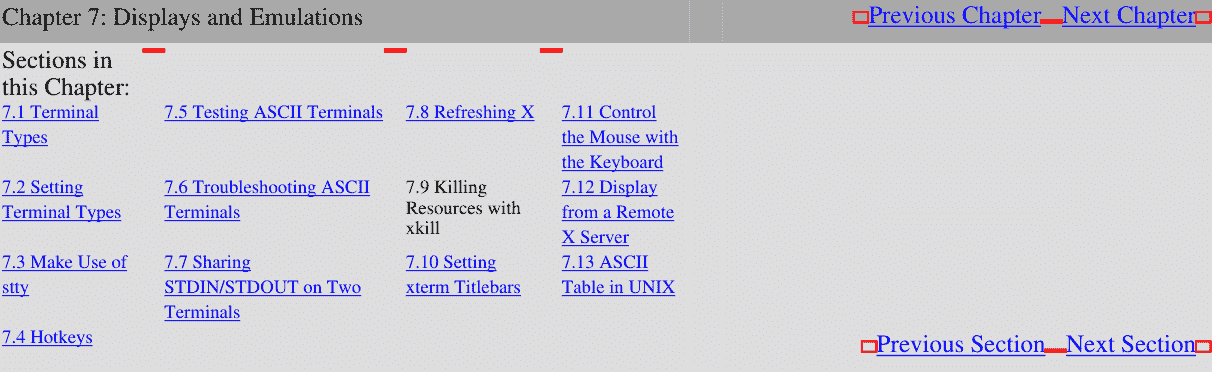 Chapter 7: Displays and Emulations
Previous Chapter Next Chapter
Sections in
this Chapter:
7.1 Terminal
Types
7.5 Testing ASCII Terminals
7.8 Refreshing X
7.11 Control
the Mouse with
the Keyboard
7.2 Setting
Terminal Types
7.6 Troubleshooting ASCII
Terminals
7.9 Killing
Resources with
xkill
7.12 Display
from a Remote
X Server
7.3 Make Use of
stty
7.7 Sharing
STDIN/STDOUT on Two
Terminals
7.10 Setting
xterm Titlebars
7.13 ASCII
Table in UNIX
7.4 Hotkeys
Previous Section Next Section